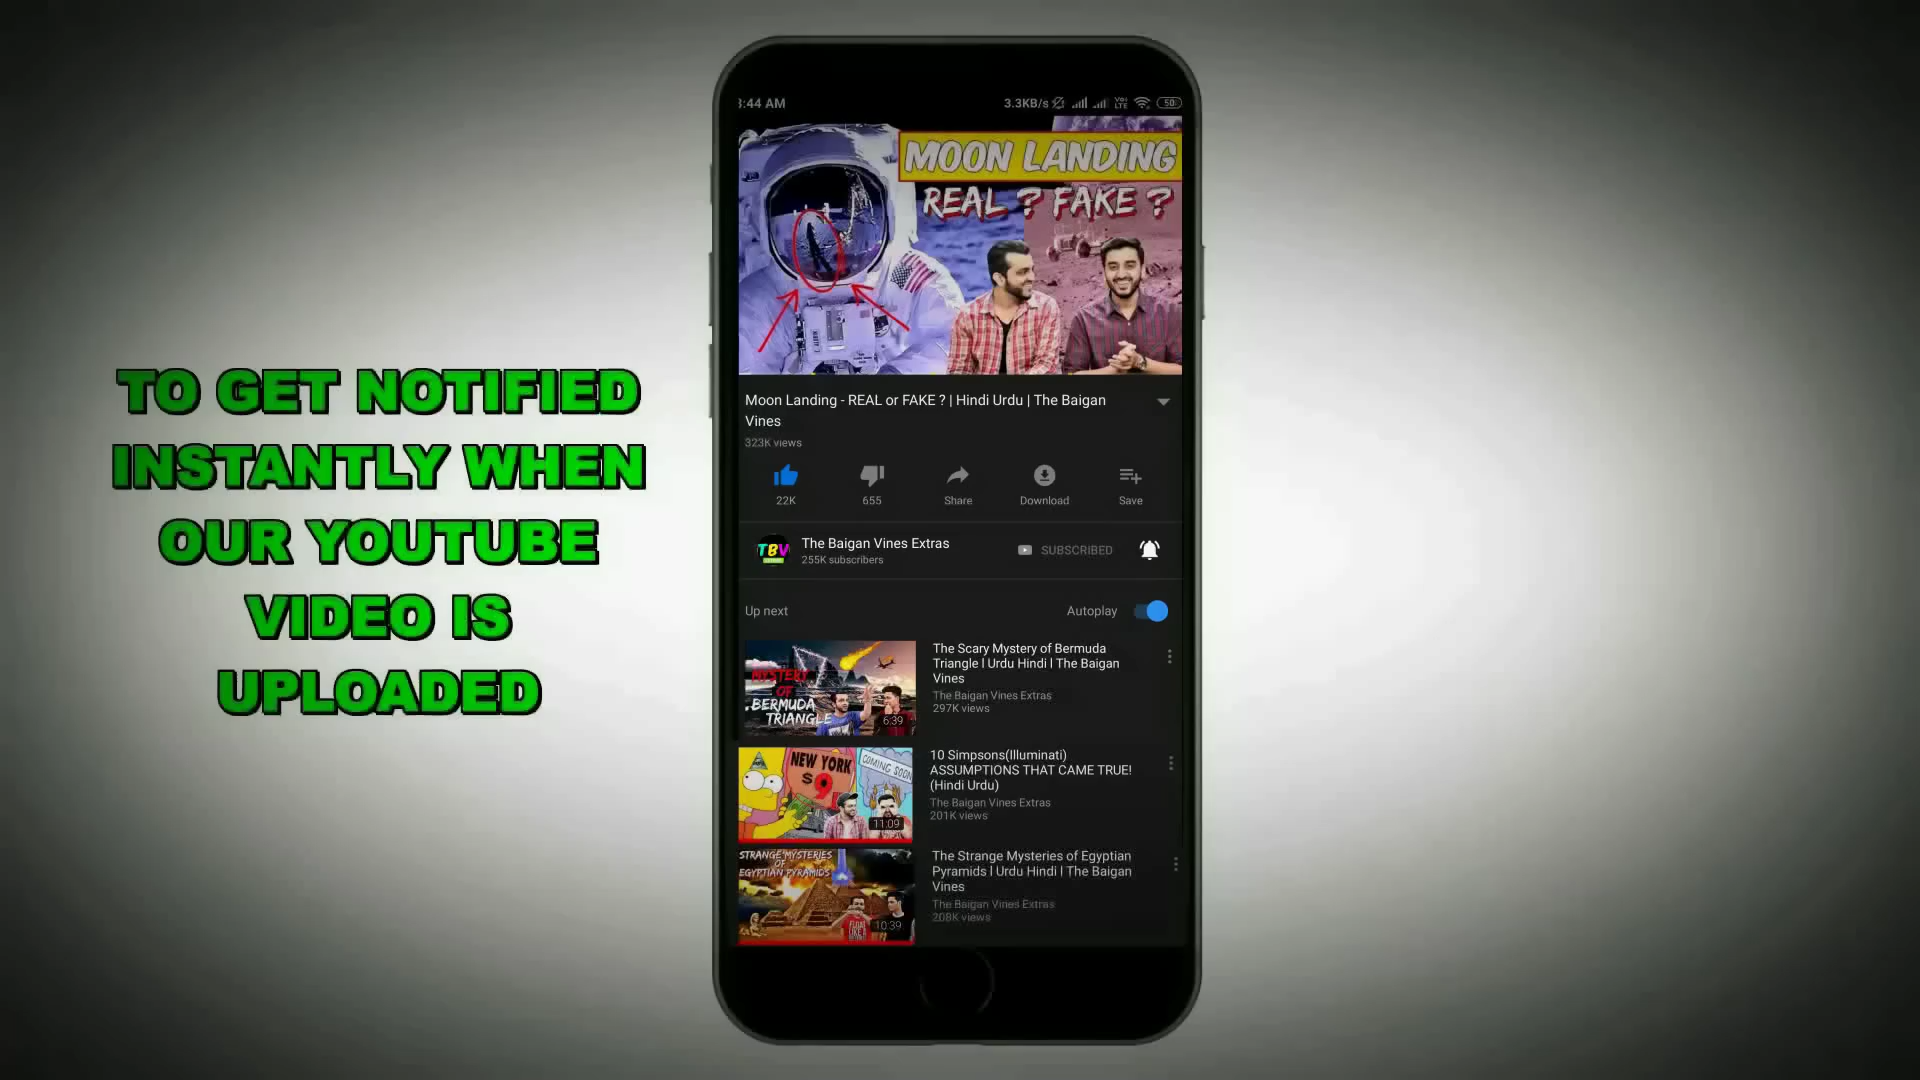 TO GET NOTIFIED
INSTANTLY WHEN
OUR YOUTUBE
VIDEO IS
UPLOADED
:44 AM
3.3KB/s
Vo LTE
50
MOON LANDING
REAL ? FAKE ?
Moon Landing - REAL or FAKE ? | Hindi Urdu | The Baigan
Vines
323K views
22K
655
Share
Download
Save
TBV
The Baigan Vines Extras
255K subscribers
SUBSCRIBED
Up next
Autoplay
MYSTERY
OF
BERMUDA
TRIANGLE
6:39
The Scary Mystery of Bermuda
Triangle l Urdu Hindi l The Baigan
Vines
The Baigan Vines Extras
297K views
NEW YORK
$9
COMING SOON
11:09
10 Simpsons(Illuminati)
ASSUMPTIONS THAT CAME TRUE!
(Hindi Urdu)
The Baigan Vines Extras
201K views
STRANGE MYSTERIES
OF
EGYPTIAN PYRAMIDS
10:39
The Strange Mysteries of Egyptian
Pyramids l Urdu Hindi l The Baigan
Vines
The Baigan Vines Extras
208K views